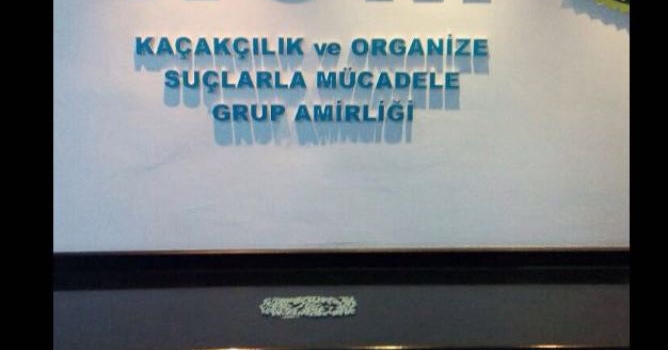 KAÇAKÇILIK ve ORGANİZE
SUÇLARLA MÜCADELE
GRUP AMİRLİĞİ